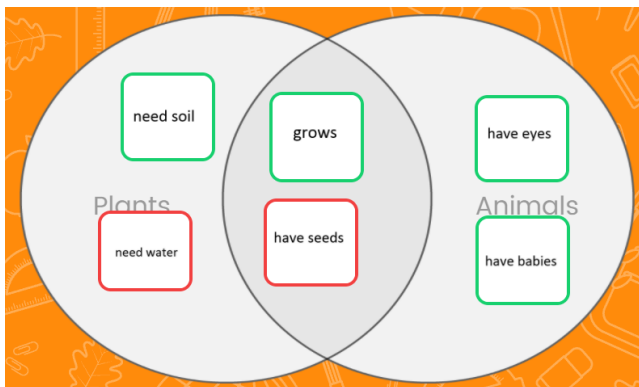 need soil
grows
have eyes
Plants
Animals
need water
have seeds
have babies